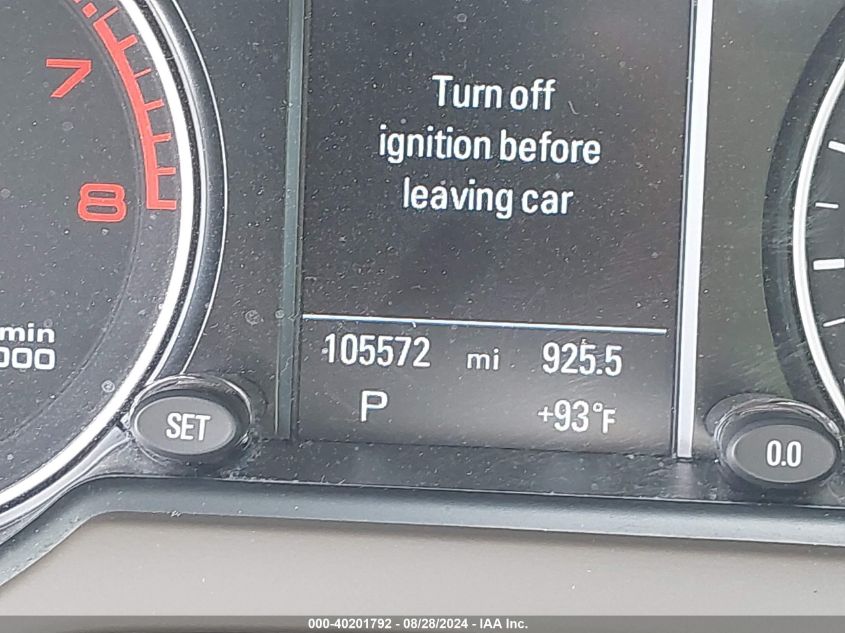 7
8
min
000
Turn off
ignition before
leaving car
105572 mi 925.5
P +93°F
SET
0.0
000-40201792 - 08/28/2024 - IAA Inc.